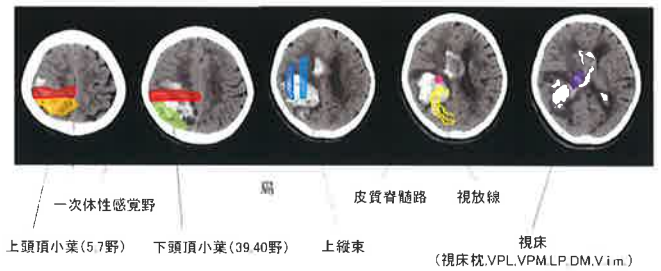 一次体性感覚野
皮質脊髄路
視放線
上頭頂小葉(5,7野)
下頭頂小葉(39,40野)
上縦束
視床
(視床枕,VPL,VPM,LP,DM,Vim.)